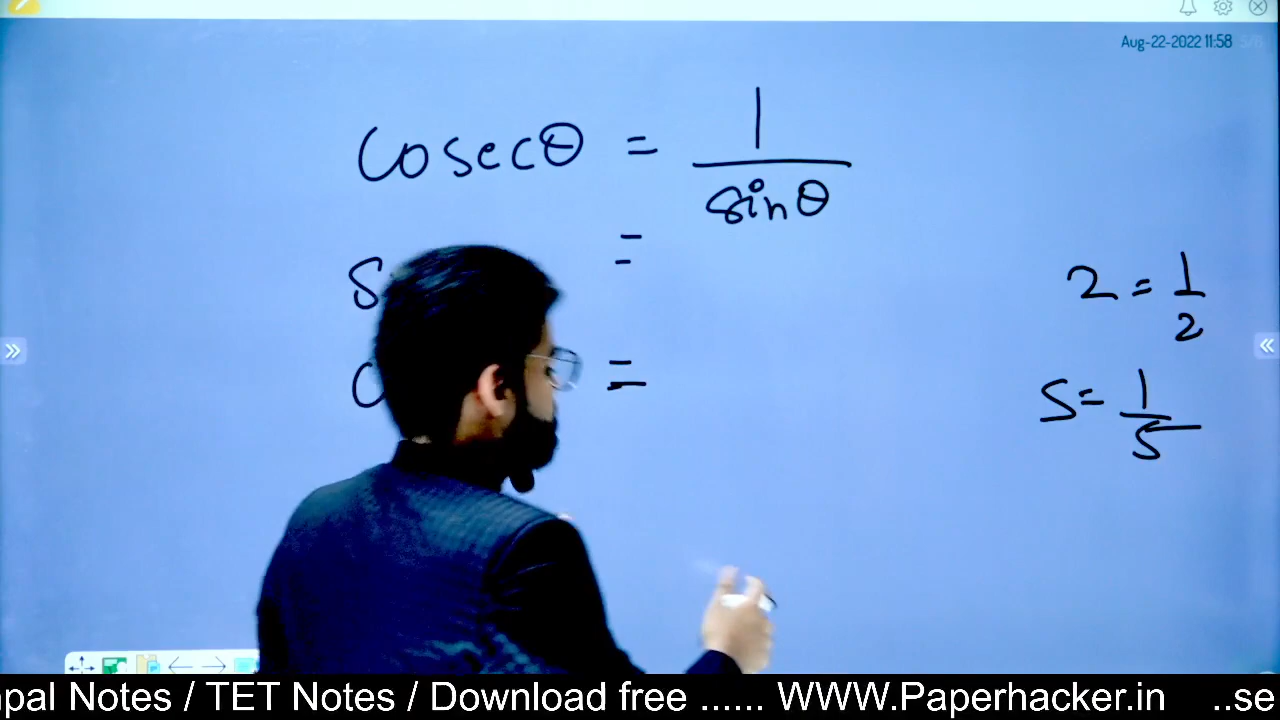 Aug-22-2022 11:58
cosecθ = 1/sinθ
=
2 = 1/2
=
5 = 1/5
pal Notes / TET Notes / Download free ...... WWW.Paperhacker.in ..se